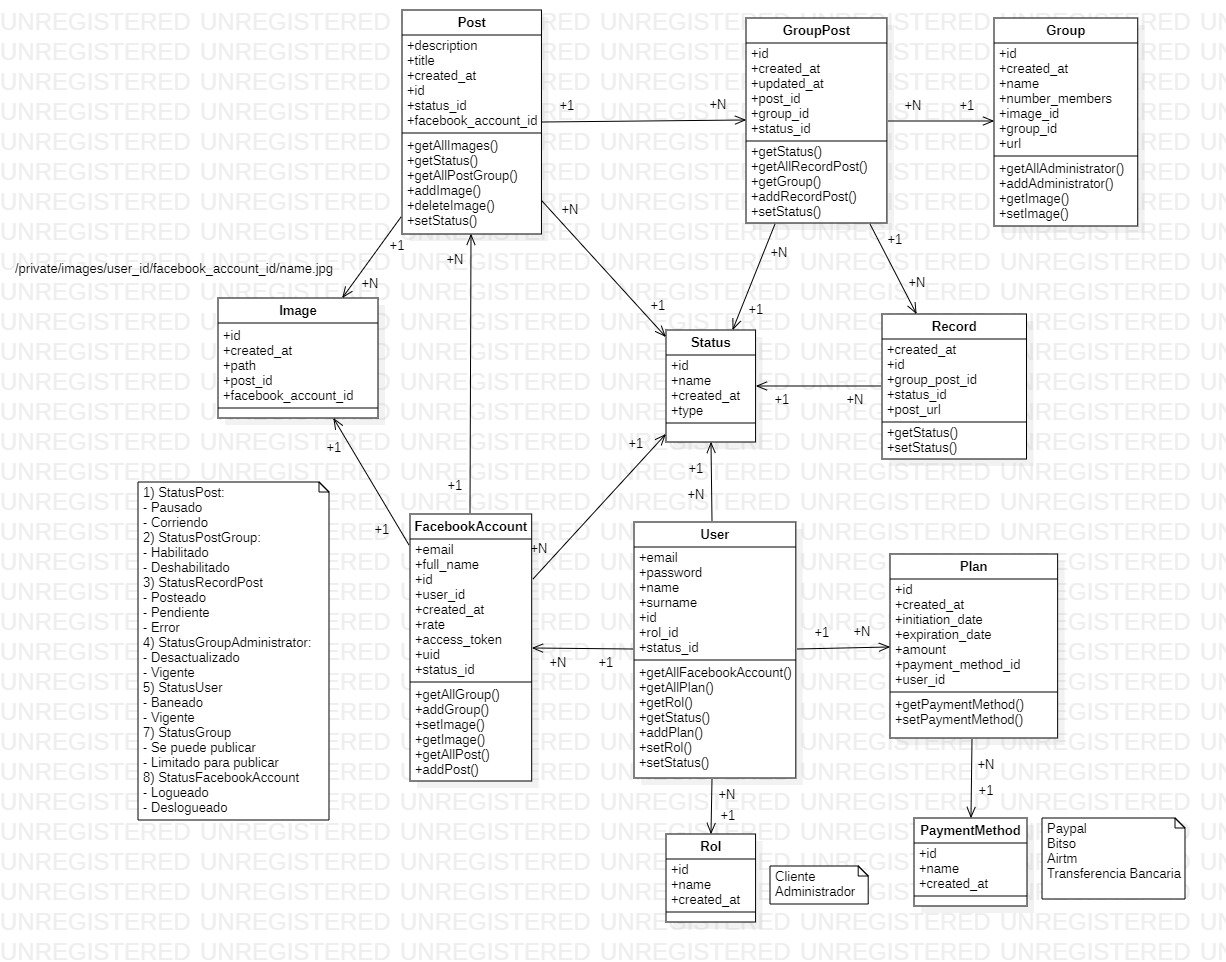 Post
+description
+title
+created_at
+id
+status_id
+facebook_account_id
+getAllImages()
+getStatus()
+getAllPostGroup()
+addImage()
+deleteImage()
+setStatus()
GroupPost
+id
+created_at
+updated_at
+post_id
+group_id
+status_id
+getStatus()
+getAllRecordPost()
+getGroup()
+addRecordPost()
+setStatus()
Group
+id
+created_at
+name
+number_members
+image_id
+group_id
+url
+getAllAdministrator()
+addAdministrator()
+getImage()
+setImage()
+1
+N
+N
+1
+N
+1
+1
+N
+N
+1
+N
+1
+1
+N
/private/images/user_id/facebook_account_id/name.jpg
Image
+id
+created_at
+path
+post_id
+facebook_account_id
Status
+id
+name
+created_at
+type
Record
+created_at
+id
+group_post_id
+status_id
+post_url
+getStatus()
+setStatus()
+1
+N
+1
+1
+1
+N
+1
+N
1) StatusPost:
- Pausado
- Corriendo
2) StatusPostGroup:
- Habilitado
- Deshabilitado
3) StatusRecordPost
- Posteado
- Pendiente
- Error
4) StatusGroupAdministrator:
- Desactualizado
- Vigente
5) StatusUser
- Baneado
- Vigente
7) StatusGroup
- Se puede publicar
- Limitado para publicar
8) StatusFacebookAccount
- Logueado
- Deslogueado
FacebookAccount
+email
+full_name
+id
+user_id
+created_at
+rate
+access_token
+uid
+status_id
+getAllGroup()
+addGroup()
+setImage()
+getImage()
+getAllPost()
+addPost()
+N
+1
User
+email
+password
+name
+surname
+id
+rol_id
+status_id
+getAllFacebookAccount()
+getAllPlan()
+getRol()
+getStatus()
+addPlan()
+setRol()
+setStatus()
+1
+N
Plan
+id
+created_at
+initiation_date
+expiration_date
+amount
+payment_method_id
+user_id
+getPaymentMethod()
+setPaymentMethod()
+N
+1
+N
+1
Rol
+id
+name
+created_at
Cliente
Administrador
PaymentMethod
+id
+name
+created_at
Paypal
Bitso
Airtm
Transferencia Bancaria
UNREGISTERED